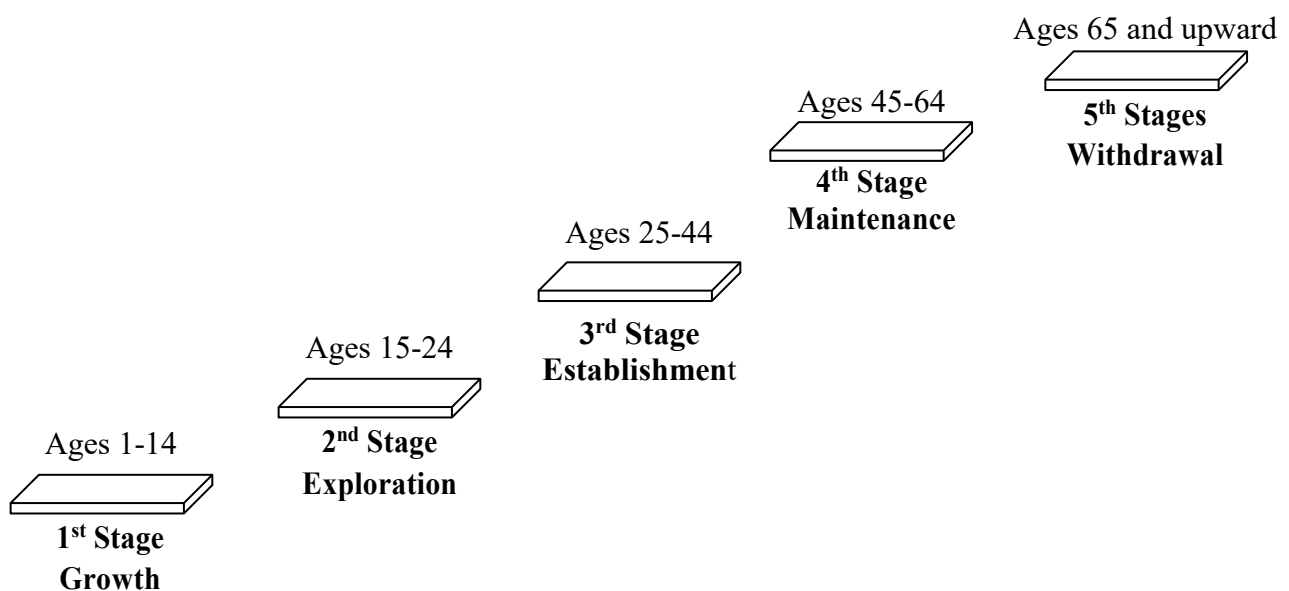 Ages 1-14
1st Stage
Growth
Ages 15-24
2nd Stage
Exploration
Ages 25-44
3rd Stage
Establishment
Ages 45-64
4th Stage
Maintenance
Ages 65 and upward
5th Stages
Withdrawal